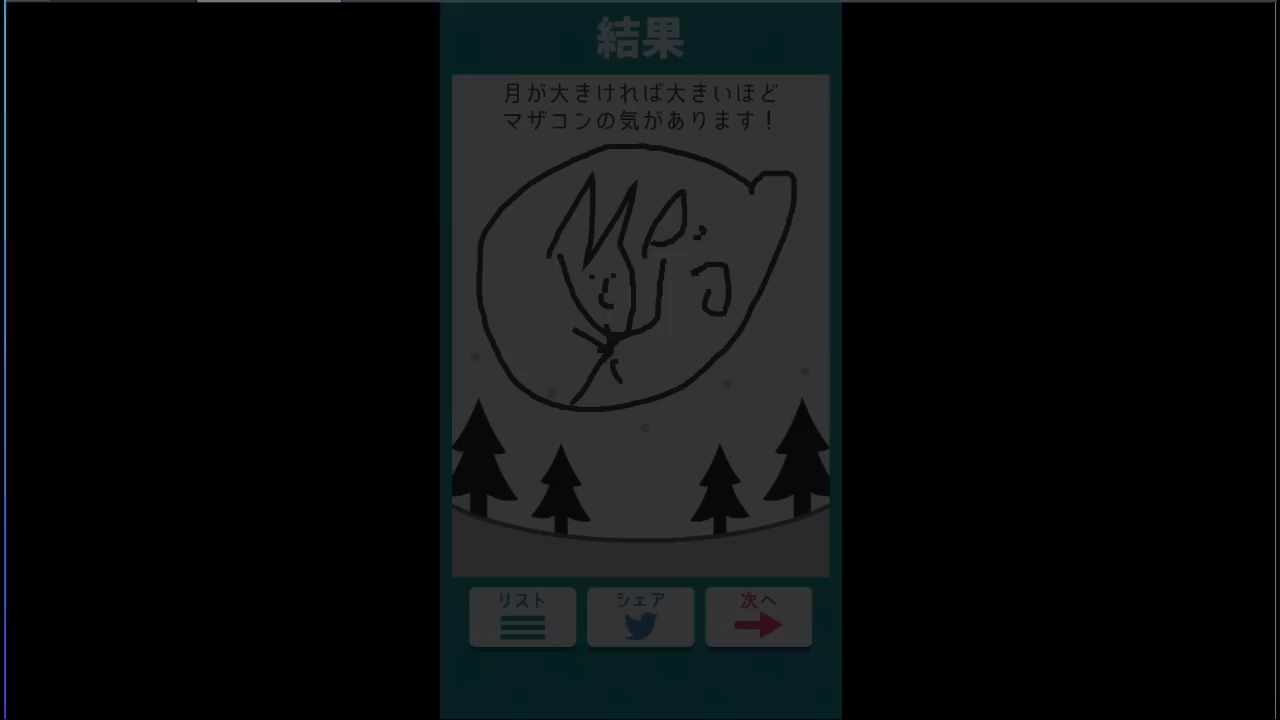 結果
月が大きければ大きいほど
マザコンの気があります！
リスト
シェア
次へ